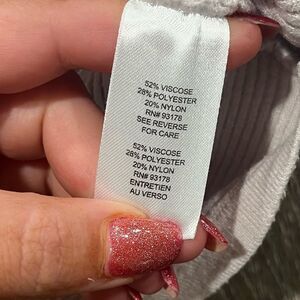 52% VISCOSE
28% POLYESTER
20% NYLON
RN# 93178
SEE REVERSE
FOR CARE
52% VISCOSE
28% POLYESTER
20% NYLON
RN# 93178
ENTRETIEN
AU VERSO